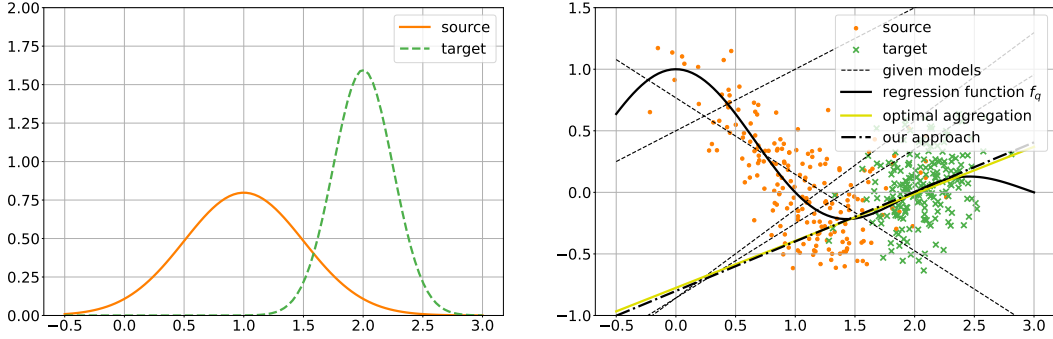 2.00
1.75
1.50
1.25
1.00
0.75
0.50
0.25
0.00
−0.5 0.0 0.5 1.0 1.5 2.0 2.5 3.0
source
target
1.5
1.0
0.5
0.0
−0.5
−1.0
−0.5 0.0 0.5 1.0 1.5 2.0 2.5 3.0
source
target
given models
regression function f_q
optimal aggregation
our approach